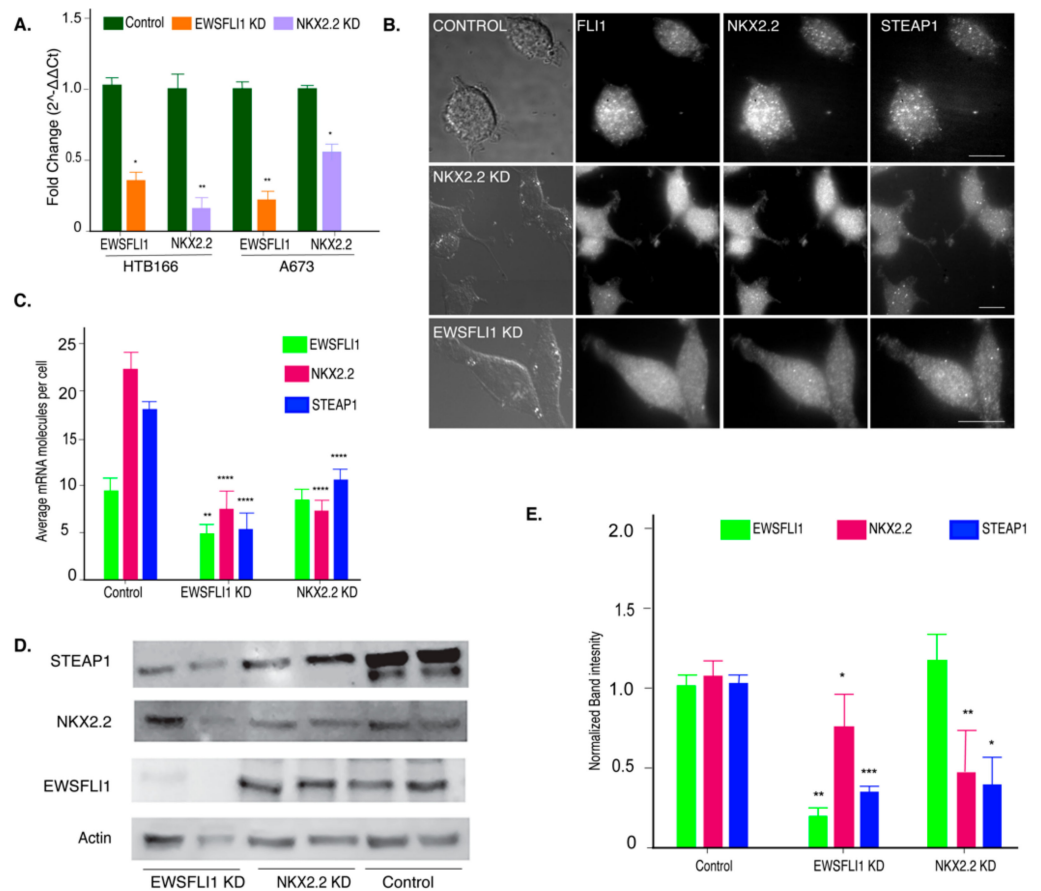 A.
Control EWSFLI1 KD NKX2.2 KD
Fold Change (2^-ΔΔCt)
1.5
1.0
0.5
0
* ** ** *
EWSFLI1 NKX2.2 EWSFLI1 NKX2.2
HTB166 A673
B.
CONTROL FLI1 NKX2.2 STEAP1
NKX2.2 KD
EWSFLI1 KD
C.
Average mRNA molecules per cell
25
20
15
10
5
0
EWSFLI1
NKX2.2
STEAP1
** **** **** **** ****
Control EWSFLI1 KD NKX2.2 KD
D.
STEAP1
NKX2.2
EWSFLI1
Actin
EWSFLI1 KD NKX2.2 KD Control
E.
EWSFLI1 NKX2.2 STEAP1
Normalized Band intesnity
2.0
1.5
1.0
0.5
0
** * *** ** *
Control EWSFLI1 KD NKX2.2 KD